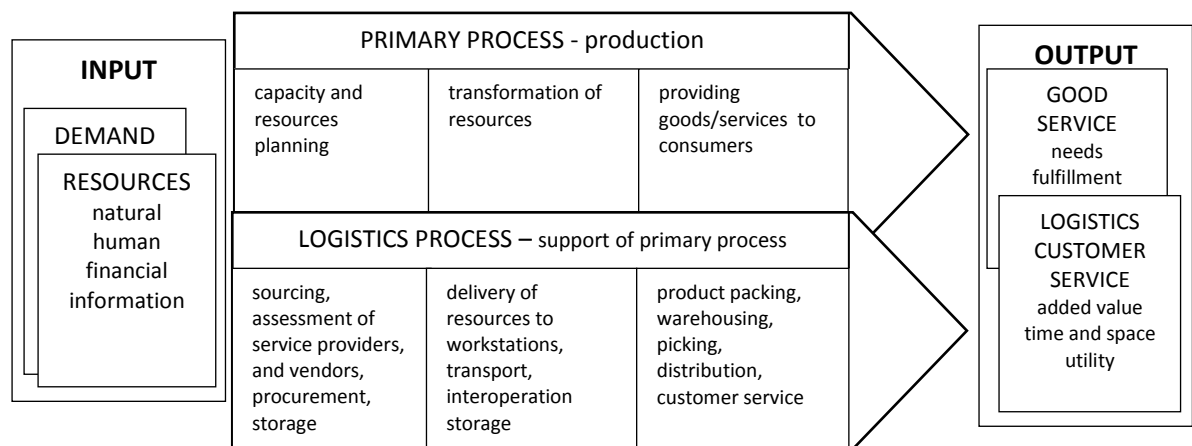 INPUT
DEMAND
RESOURCES
natural
human
financial
information
PRIMARY PROCESS - production
capacity and
resources
planning
transformation of
resources
providing
goods/services to
consumers
LOGISTICS PROCESS – support of primary process
sourcing,
assessment of
service providers,
and vendors,
procurement,
storage
delivery of
resources to
workstations,
transport,
interoperation
storage
product packing,
warehousing,
picking,
distribution,
customer service
OUTPUT
GOOD
SERVICE
needs
fulfillment
LOGISTICS
CUSTOMER
SERVICE
added value
time and space
utility